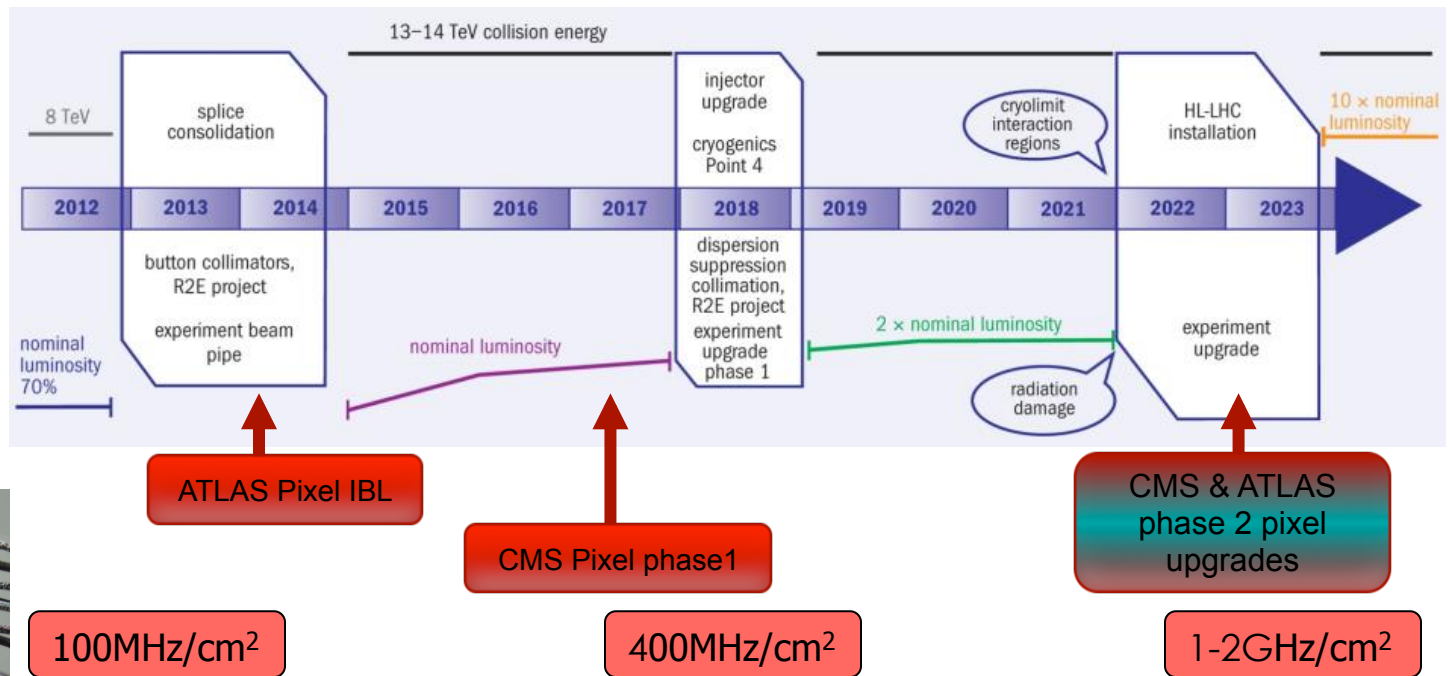 13–14 TeV collision energy
8 TeV
splice
consolidation
injector
upgrade
cryogenics
Point 4
cryolimit
interaction
regions
HL-LHC
installation
10 × nominal
luminosity
2012 2013 2014 2015 2016 2017 2018 2019 2020 2021 2022 2023
button collimators,
R2E project
experiment beam
pipe
nominal
luminosity
70%
nominal luminosity
dispersion
suppression
collimation,
R2E project
experiment
upgrade
phase 1
2 × nominal luminosity
radiation
damage
experiment
upgrade
ATLAS Pixel IBL
CMS Pixel phase1
CMS & ATLAS
phase 2 pixel
upgrades
100MHz/cm²
400MHz/cm²
1-2GHz/cm²